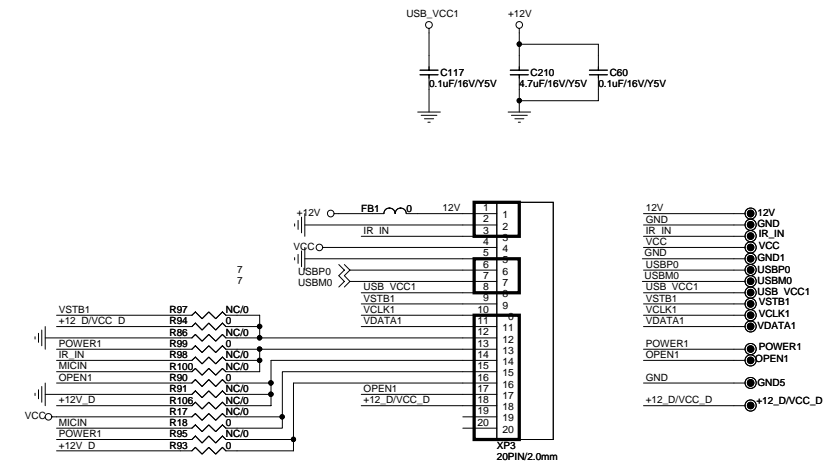 USB_VCC1
+12V
C117
0.1uF/16V/Y5V
C210
4.7uF/16V/Y5V
C60
0.1uF/16V/Y5V
+12V
FB1
0
12V
IR_IN
VCC
7
7
USBP0
USBM0
USB_VCC1
VSTB1
VCLK1
VDATA1
OPEN1
+12_D/VCC_D
1
2
3
4
5
6
7
8
9
10
11
12
13
14
15
16
17
18
19
20
1
2
3
4
5
6
7
8
9
11
12
13
14
15
16
17
18
19
20
XP3
20PIN/2.0mm
VSTB1 R97 NC/0
+12_D/VCC_D R94 0
R86 NC/0
POWER1 R99 0
IR_IN R98 NC/0
MICIN R100 NC/0
OPEN1 R90 0
R91 NC/0
+12V_D R106 NC/0
VCC R17 NC/0
MICIN R18 0
POWER1 R95 NC/0
+12V_D R93 0
12V 12V
GND GND
IR_IN IR_IN
VCC VCC
GND GND1
USBP0 USBP0
USBM0 USBM0
USB_VCC1 USB_VCC1
VSTB1 VSTB1
VCLK1 VCLK1
VDATA1 VDATA1
POWER1 POWER1
OPEN1 OPEN1
GND GND5
+12_D/VCC_D +12_D/VCC_D